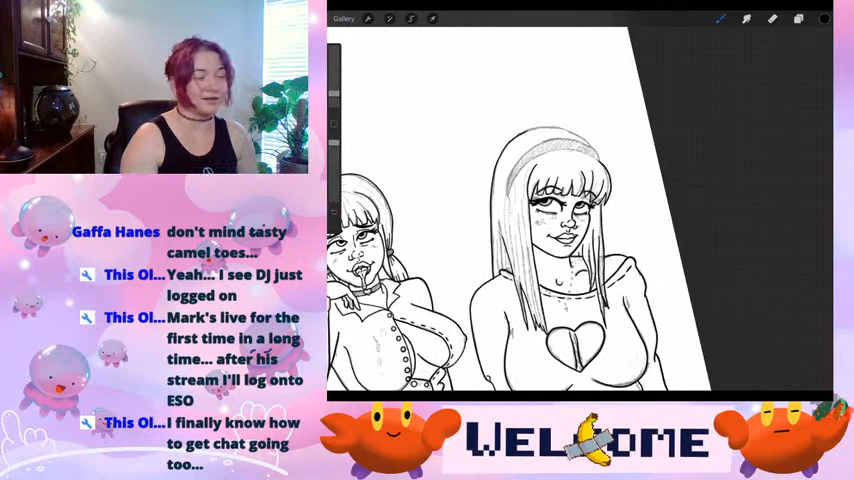 Gallery
Gaffa Hanes don't mind tasty
camel toes...
This Ol... Yeah... I see DJ just
logged on
This Ol... Mark's live for the
first time in a long
time... after his
stream I'll log onto
ESO
This Ol... I finally know how
to get chat going
too...
WELCOME